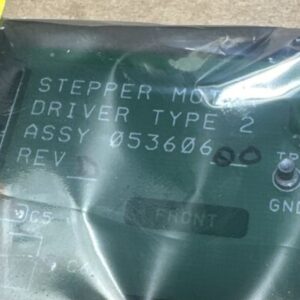 STEPPER MOT
DRIVER TYPE 2
ASSY 053606 00
REV D
GND
C5
FRONT